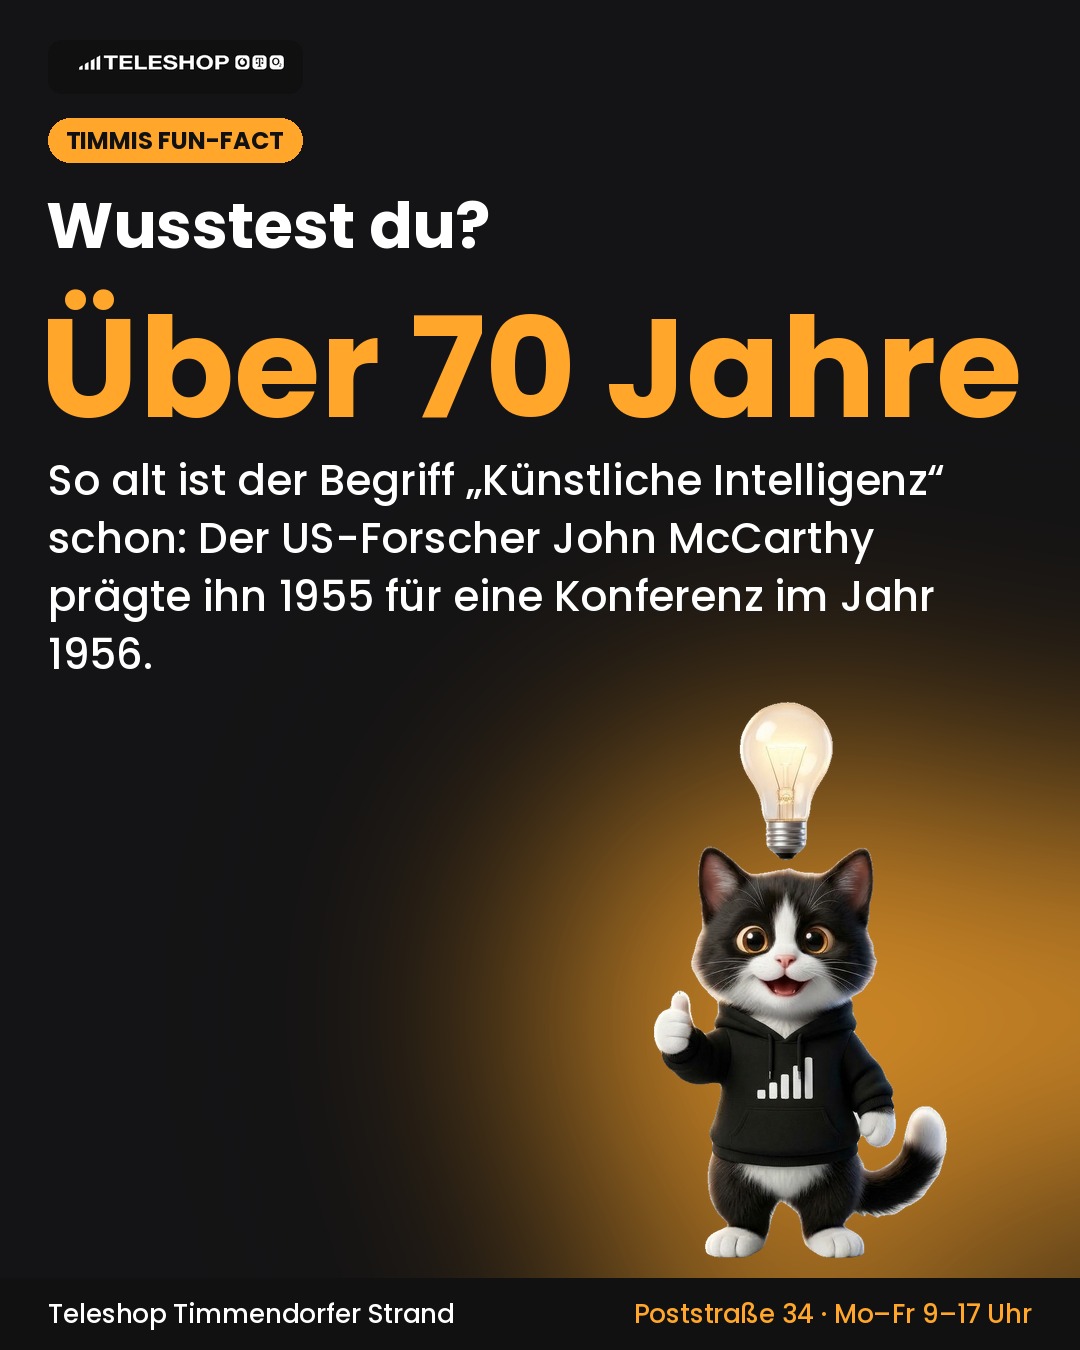 TELESHOP
TIMMIS FUN-FACT
Wusstest du?
Über 70 Jahre
So alt ist der Begriff „Künstliche Intelligenz“
schon: Der US-Forscher John McCarthy
prägte ihn 1955 für eine Konferenz im Jahr
1956.
Teleshop Timmendorfer Strand
Poststraße 34 · Mo–Fr 9–17 Uhr